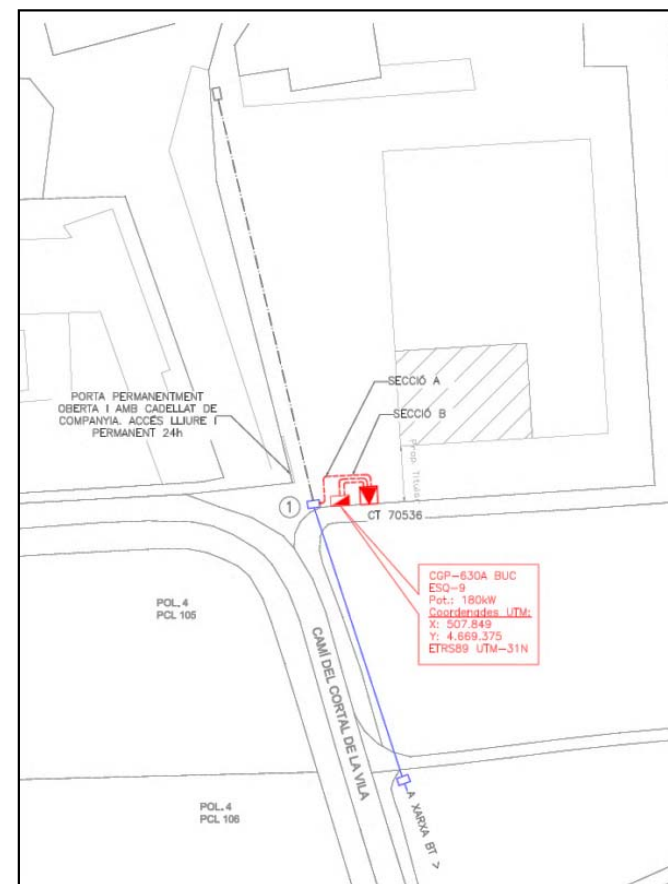 SECCIÓ A
PORTA PERMANENTMENT
OBERTA I AMB CADELLAT DE
COMPANYIA. ACCÉS LLIURE I
PERMANENT 24h
SECCIÓ B
Prop Titular
1
CT 70536
CGP-630A BUC
ESQ-9
Pot.: 180kW
Coordenades UTM:
X: 507.849
Y: 4.669.375
ETRS89 UTM-31N
POL.4
PCL 105
CAMÍ DEL CORTAL DE LA VILA
POL.4
PCL 106
A XARXA BT >